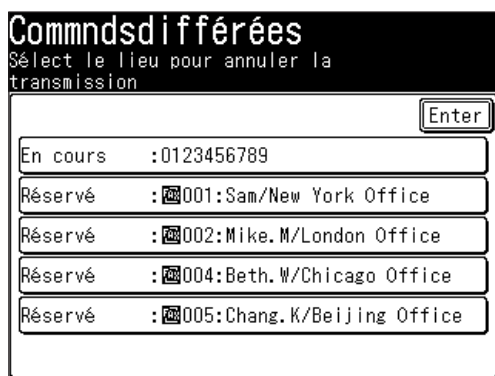 Commndsdifférées
Sélect le lieu pour annuler la
transmission
Enter
En cours :0123456789
Réservé :001:Sam/New York Office
Réservé :002:Mike.M/London Office
Réservé :004:Beth.W/Chicago Office
Réservé :005:Chang.K/Beijing Office